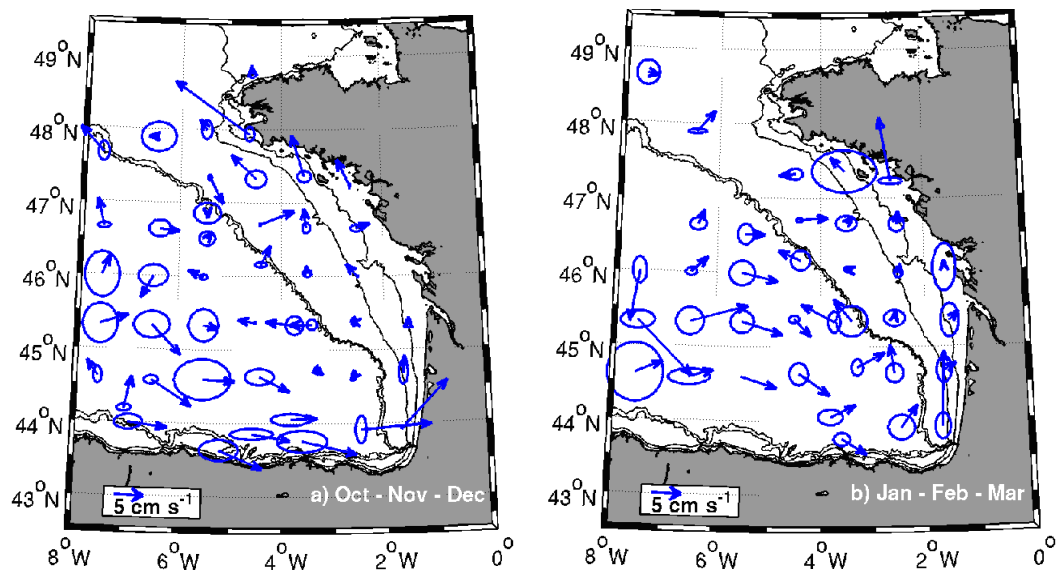 49°N
48°N
47°N
46°N
45°N
44°N
43°N
8°W
6°W
4°W
2°W
0°
5 cm s⁻¹
a) Oct - Nov - Dec
49°N
48°N
47°N
46°N
45°N
44°N
43°N
8°W
6°W
4°W
2°W
0°
5 cm s⁻¹
b) Jan - Feb - Mar